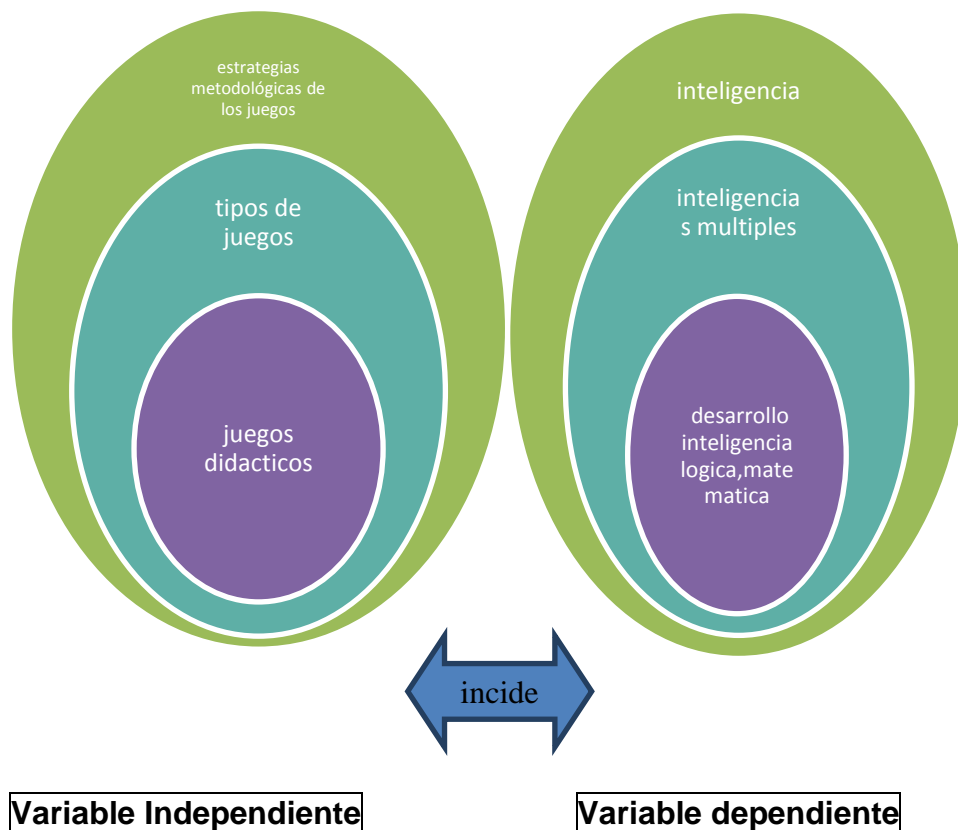 estrategias
metodológicas de
los juegos
tipos de
juegos
juegos
didacticos
inteligencia
inteligencia
s multiples
desarrollo
inteligencia
logica,mate
matica
incide
Variable Independiente
Variable dependiente